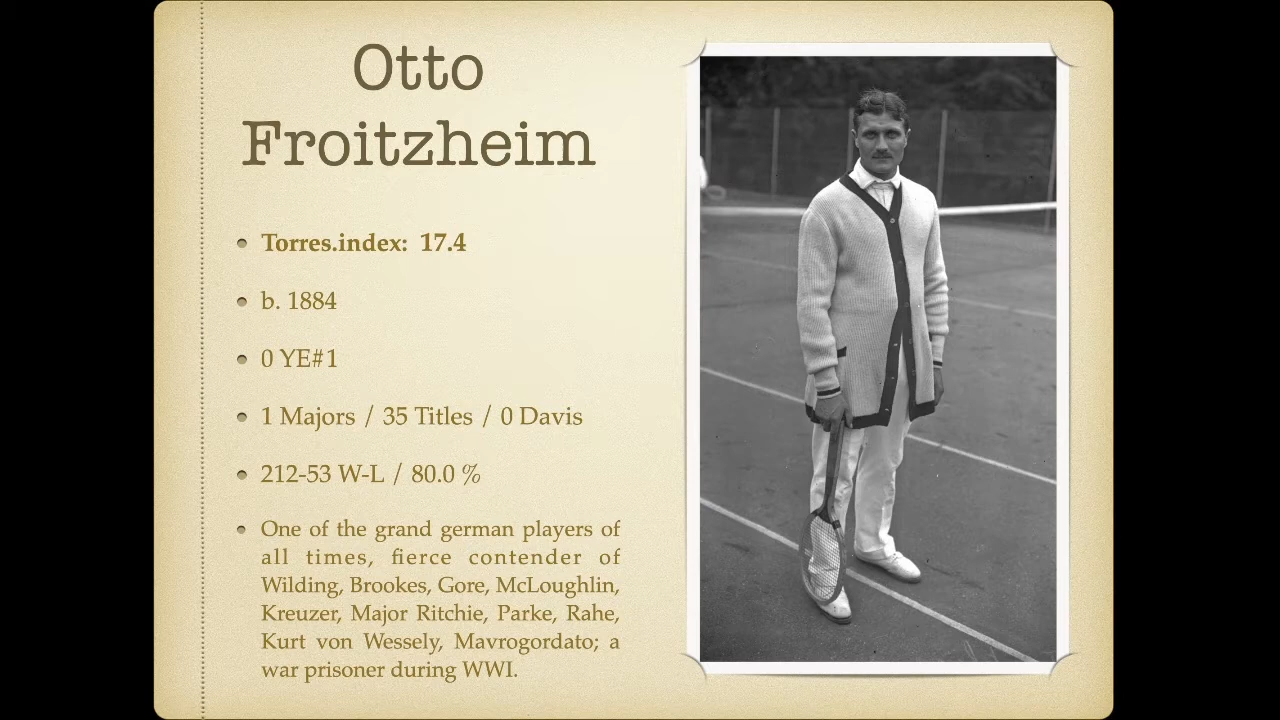 Otto
Froitzheim
Torres.index: 17.4
b. 1884
0 YE#1
1 Majors / 35 Titles / 0 Davis
212-53 W-L / 80.0 %
One of the grand german players of
all times, fierce contender of
Wilding, Brookes, Gore, McLoughlin,
Kreuzer, Major Ritchie, Parke, Rahe,
Kurt von Wessely, Mavrogordato; a
war prisoner during WWI.